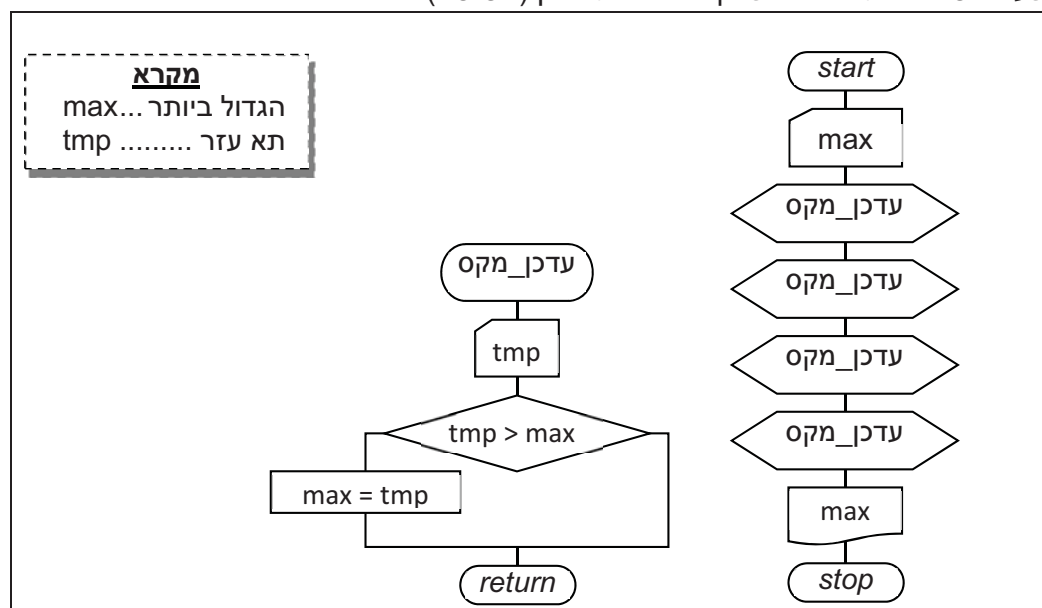 מקרא
הגדול ביותר...max
תא עזר ......... tmp
start
max
עדכן_מקס
עדכן_מקס
עדכן_מקס
עדכן_מקס
max
stop
עדכן_מקס
tmp
tmp > max
max = tmp
return